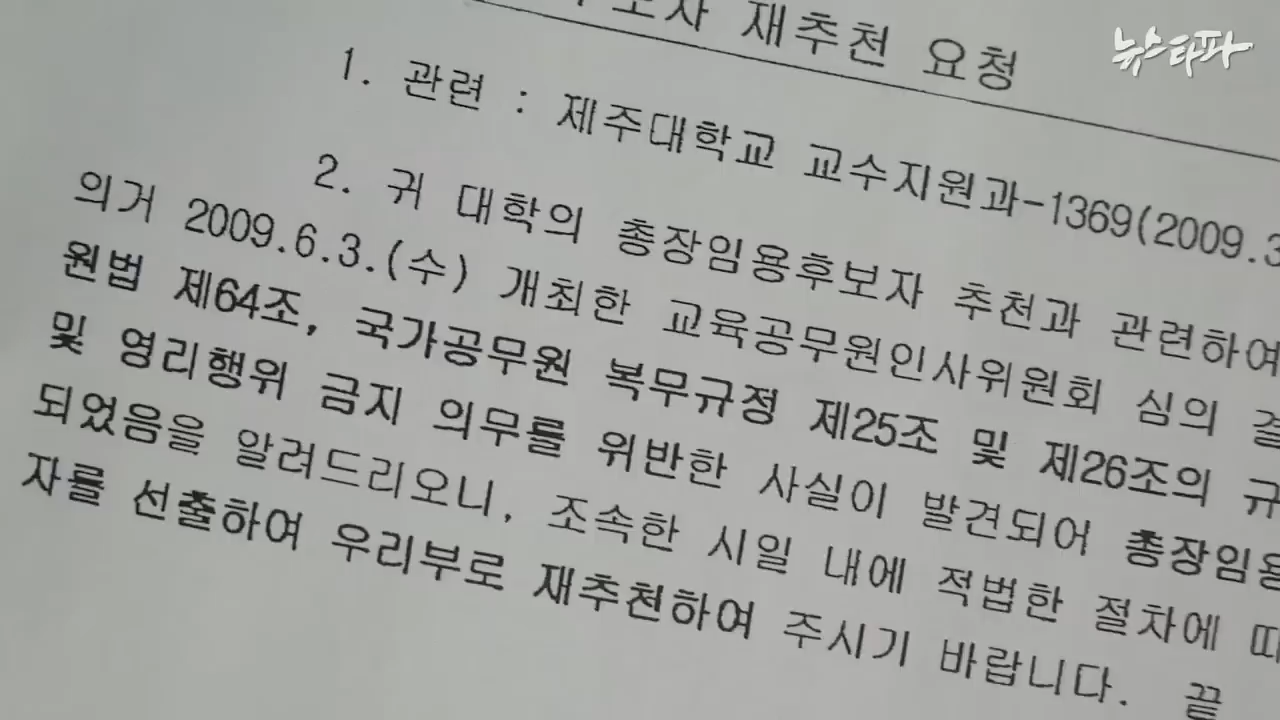 뉴스타파
재추천 요청
1. 관련 : 제주대학교 교수지원과-1369(2009.3
2. 귀 대학의 총장임용후보자 추천과 관련하여
의거 2009.6.3.(수) 개최한 교육공무원인사위원회 심의 결
원법 제64조, 국가공무원 복무규정 제25조 및 제26조의 규
및 영리행위 금지 의무를 위반한 사실이 발견되어 총장임용
되었음을 알려드리오니, 조속한 시일 내에 적법한 절차에 따
자를 선출하여 우리부로 재추천하여 주시기 바랍니다. 끝